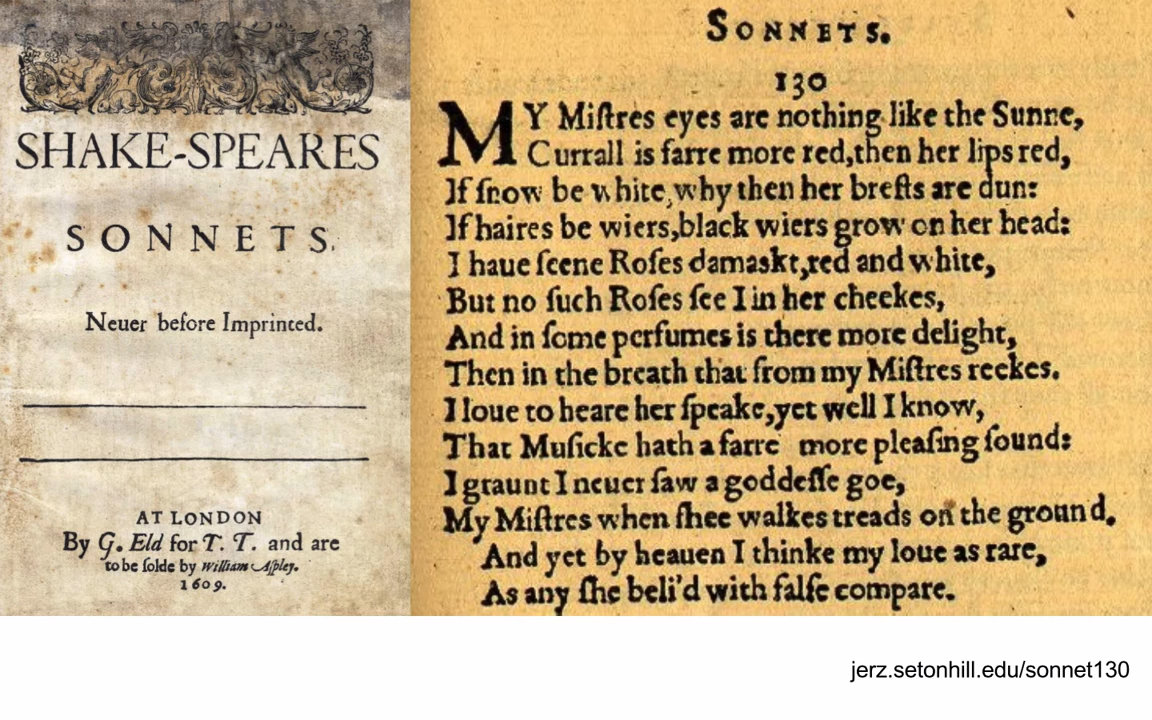 SHAKE-SPEARES
SONNETS.
Neuer before Imprinted.
AT LONDON
By G. Eld for T. T. and are
to be ſolde by William Aſpley.
1609.
SONNETS.
130
MY Miſtres eyes are nothing like the Sunne,
Currall is farre more red,then her lips red,
If ſnow be white,why then her breſts are dun:
If haires be wiers,black wiers grow on her head:
I haue ſeene Roſes damaskt,red and white,
But no ſuch Roſes ſee I in her cheekes,
And in ſome perfumes is there more delight,
Then in the breath that from my Miſtres reekes.
I loue to heare her ſpeake,yet well I know,
That Muſicke hath a farre more pleaſing ſound:
I graunt I neuer ſaw a goddeſſe goe,
My Miſtres when ſhee walkes treads on the ground.
And yet by heauen I thinke my loue as rare,
As any ſhe beli'd with falſe compare.
jerz.setonhill.edu/sonnet130